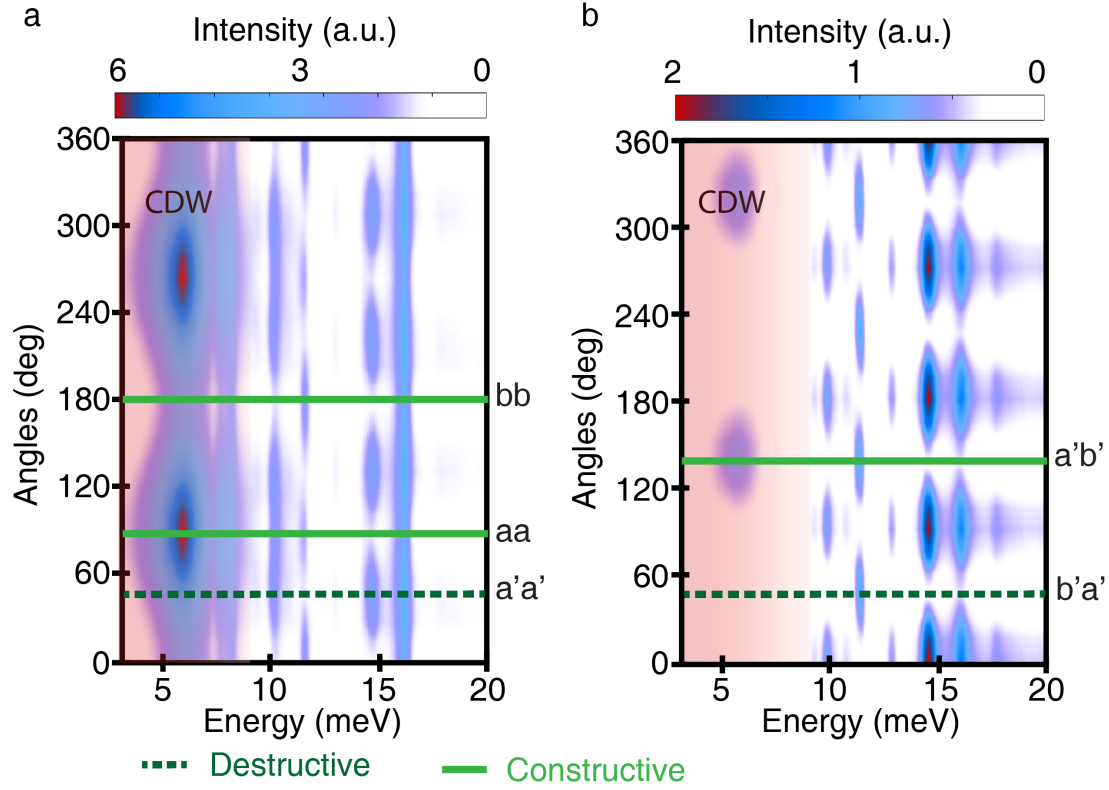 a
Intensity (a.u.)
6 3 0
360
300
240
180
120
60
0
Angles (deg)
CDW
bb
aa
a'a'
5 10 15 20
Energy (meV)
b
Intensity (a.u.)
2 1 0
360
300
240
180
120
60
0
Angles (deg)
CDW
a'b'
b'a'
5 10 15 20
Energy (meV)
Destructive
Constructive